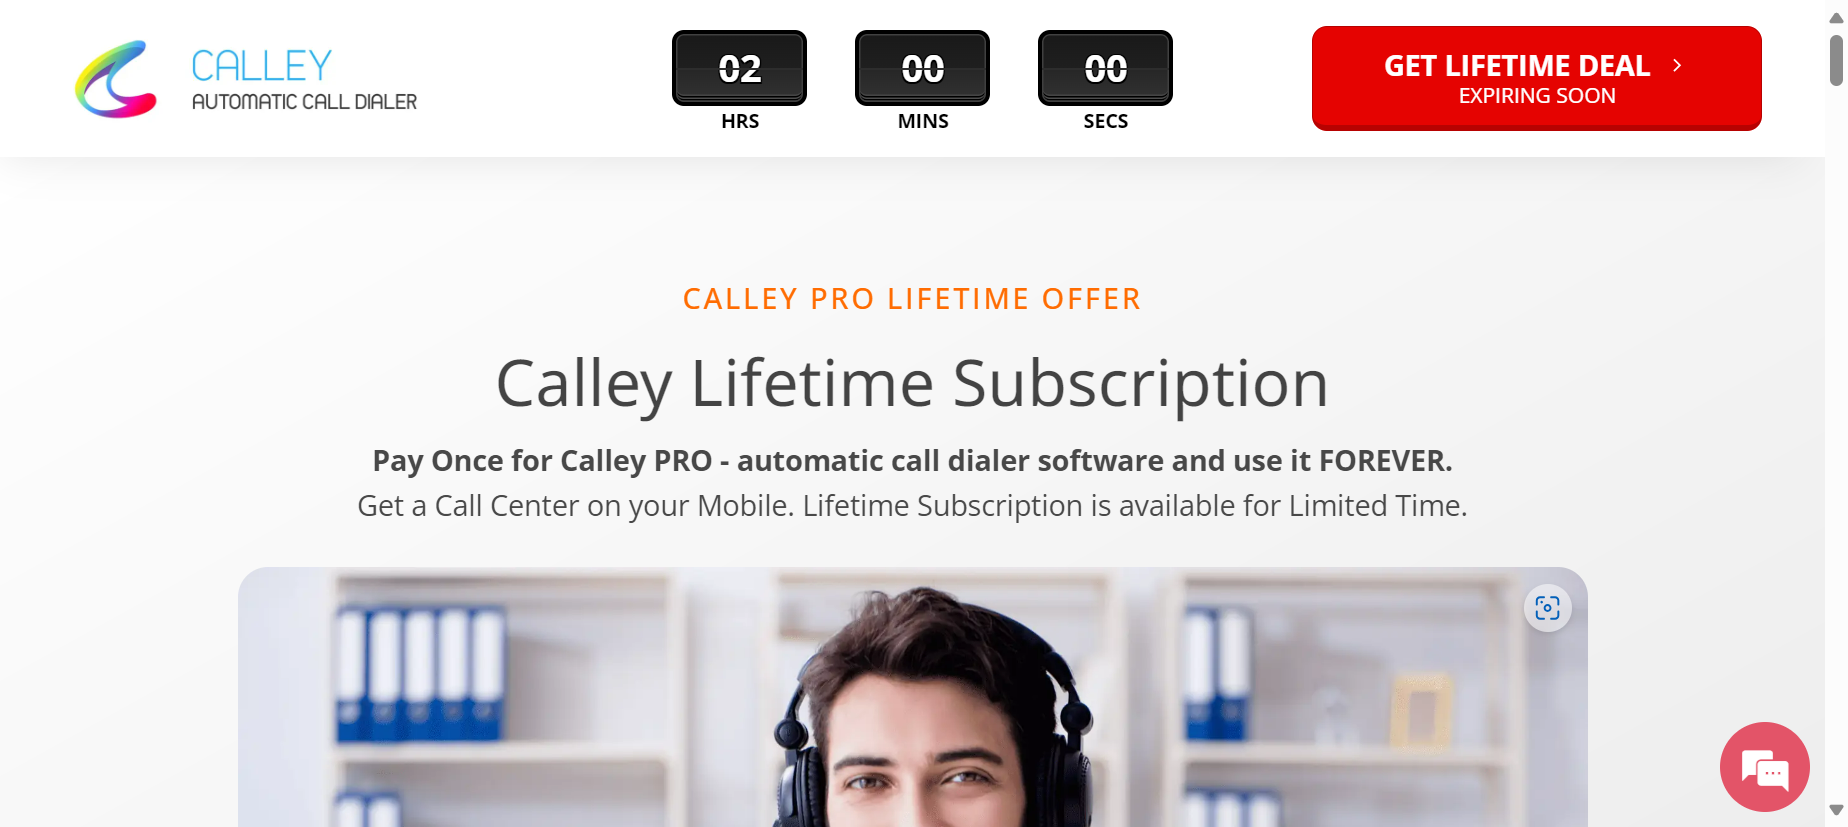 CALLEY
AUTOMATIC CALL DIALER
02
00
00
HRS
MINS
SECS
GET LIFETIME DEAL
EXPIRING SOON
CALLEY PRO LIFETIME OFFER
Calley Lifetime Subscription
Pay Once for Calley PRO - automatic call dialer software and use it FOREVER.
Get a Call Center on your Mobile. Lifetime Subscription is available for Limited Time.